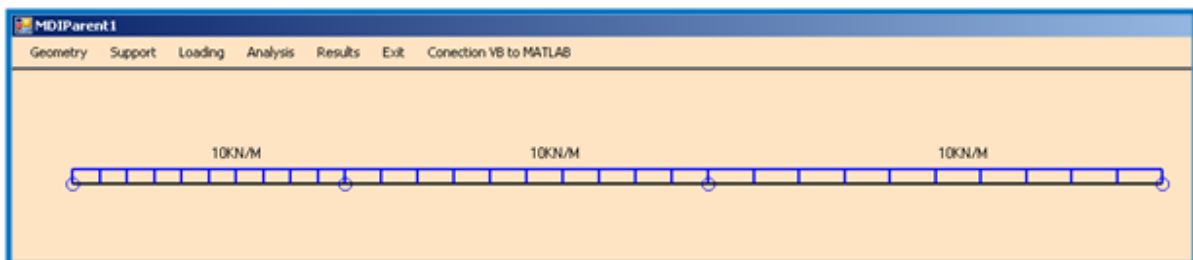 MDIParent1
Geometry Support Loading Analysis Results Exit Conection VB to MATLAB
10KN/M 10KN/M 10KN/M